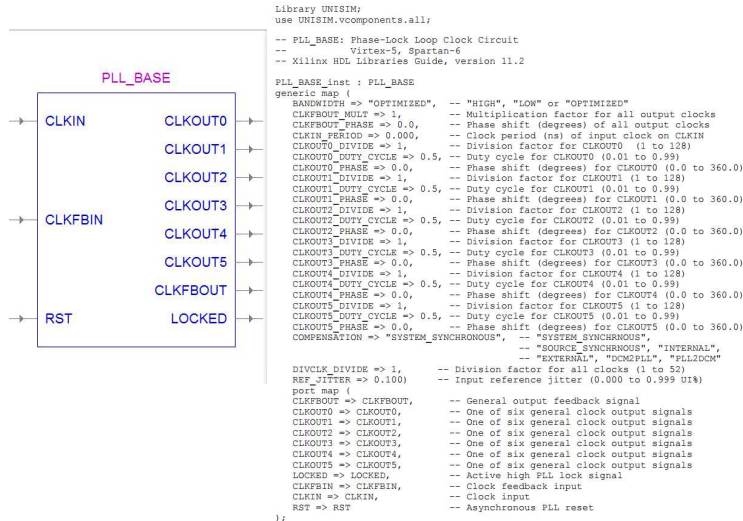 PLL_BASE
CLKIN
CLKFBIN
RST
CLKOUT0
CLKOUT1
CLKOUT2
CLKOUT3
CLKOUT4
CLKOUT5
CLKFBOUT
LOCKED
Library UNISIM;
use UNISIM.vcomponents.all;
-- PLL_BASE: Phase-Lock Loop Clock Circuit
--           Virtex-5, Spartan-6
-- Xilinx HDL Libraries Guide, version 11.2
PLL_BASE_inst : PLL_BASE
generic map (
BANDWIDTH => "OPTIMIZED",  -- "HIGH", "LOW" or "OPTIMIZED"
CLKFBOUT_MULT => 1,        -- Multiplication factor for all output clocks
CLKFBOUT_PHASE => 0.0,     -- Phase shift (degrees) of all output clocks
CLKIN_PERIOD => 0.000,     -- Clock period (ns) of input clock on CLKIN
CLKOUT0_DIVIDE => 1,       -- Division factor for CLKOUT0  (1 to 128)
CLKOUT0_DUTY_CYCLE => 0.5, -- Duty cycle for CLKOUT0 (0.01 to 0.99)
CLKOUT0_PHASE => 0.0,      -- Phase shift (degrees) for CLKOUT0 (0.0 to 360.0)
CLKOUT1_DIVIDE => 1,       -- Division factor for CLKOUT1 (1 to 128)
CLKOUT1_DUTY_CYCLE => 0.5, -- Duty cycle for CLKOUT1 (0.01 to 0.99)
CLKOUT1_PHASE => 0.0,      -- Phase shift (degrees) for CLKOUT1 (0.0 to 360.0)
CLKOUT2_DIVIDE => 1,       -- Division factor for CLKOUT2 (1 to 128)
CLKOUT2_DUTY_CYCLE => 0.5, -- Duty cycle for CLKOUT2 (0.01 to 0.99)
CLKOUT2_PHASE => 0.0,      -- Phase shift (degrees) for CLKOUT2 (0.0 to 360.0)
CLKOUT3_DIVIDE => 1,       -- Division factor for CLKOUT3 (1 to 128)
CLKOUT3_DUTY_CYCLE => 0.5, -- Duty cycle for CLKOUT3 (0.01 to 0.99)
CLKOUT3_PHASE => 0.0,      -- Phase shift (degrees) for CLKOUT3 (0.0 to 360.0)
CLKOUT4_DIVIDE => 1,       -- Division factor for CLKOUT4 (1 to 128)
CLKOUT4_DUTY_CYCLE => 0.5, -- Duty cycle for CLKOUT4 (0.01 to 0.99)
CLKOUT4_PHASE => 0.0,      -- Phase shift (degrees) for CLKOUT4 (0.0 to 360.0)
CLKOUT5_DIVIDE => 1,       -- Division factor for CLKOUT5 (1 to 128)
CLKOUT5_DUTY_CYCLE => 0.5, -- Duty cycle for CLKOUT5 (0.01 to 0.99)
CLKOUT5_PHASE => 0.0,      -- Phase shift (degrees) for CLKOUT5 (0.0 to 360.0)
COMPENSATION => "SYSTEM_SYNCHRONOUS",  -- "SYSTEM_SYNCHRNOUS",
-- "SOURCE_SYNCHRNOUS", "INTERNAL",
-- "EXTERNAL", "DCM2PLL", "PLL2DCM"
DIVCLK_DIVIDE => 1,      -- Division factor for all clocks (1 to 52)
REF_JITTER => 0.100)     -- Input reference jitter (0.000 to 0.999 UI%)
port map (
CLKFBOUT => CLKFBOUT,      -- General output feedback signal
CLKOUT0 => CLKOUT0,        -- One of six general clock output signals
CLKOUT1 => CLKOUT1,        -- One of six general clock output signals
CLKOUT2 => CLKOUT2,        -- One of six general clock output signals
CLKOUT3 => CLKOUT3,        -- One of six general clock output signals
CLKOUT4 => CLKOUT4,        -- One of six general clock output signals
CLKOUT5 => CLKOUT5,        -- One of six general clock output signals
LOCKED => LOCKED,          -- Active high PLL lock signal
CLKFBIN => CLKFBIN,        -- Clock feedback input
CLKIN => CLKIN,            -- Clock input
RST => RST                 -- Asynchronous PLL reset
);